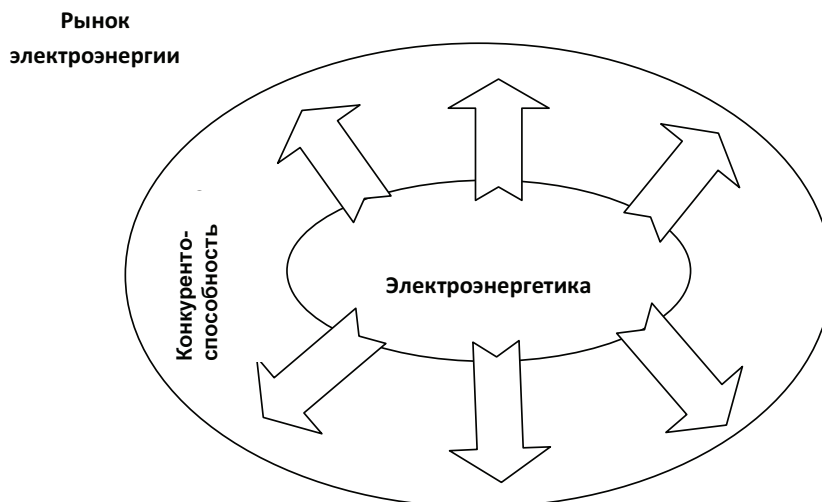 Рынок
электроэнергии
Конкуренто-
способность
Электроэнергетика